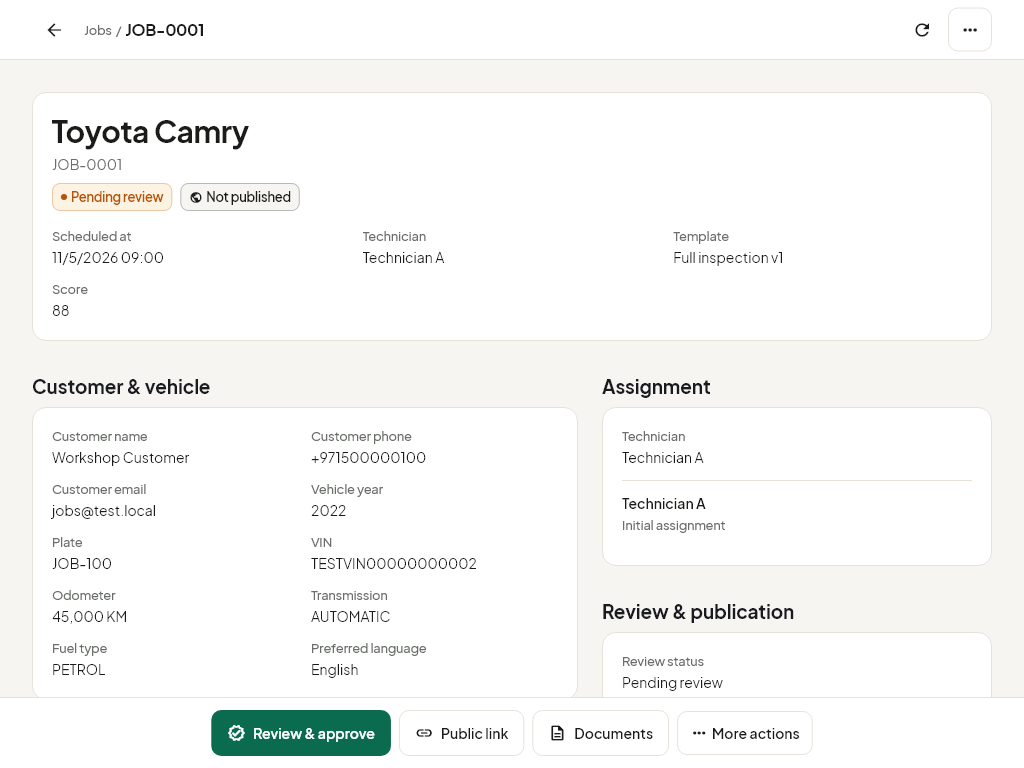 Jobs / JOB-0001
Toyota Camry
JOB-0001
Pending review
Not published
Scheduled at
11/5/2026 09:00
Technician
Technician A
Template
Full inspection v1
Score
88
Customer & vehicle
Customer name
Workshop Customer
Customer phone
+971500000100
Customer email
jobs@test.local
Vehicle year
2022
Plate
JOB-100
VIN
TESTVIN00000000002
Odometer
45,000 KM
Transmission
AUTOMATIC
Fuel type
PETROL
Preferred language
English
Assignment
Technician
Technician A
Technician A
Initial assignment
Review & publication
Review status
Pending review
Review & approve
Public link
Documents
More actions